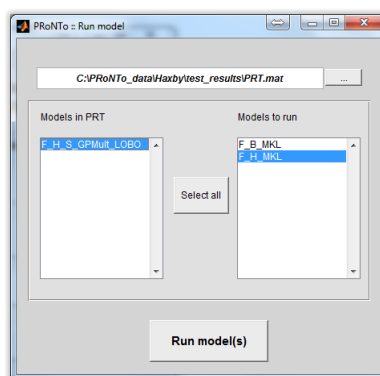 PRoNTo :: Run model
C:\PRoNTo_data\Haxby\test_results\PRT.mat
...
Models in PRT
Models to run
F_H_S_GPMult_LOBO
F_B_MKL
F_H_MKL
Select all
Run model(s)